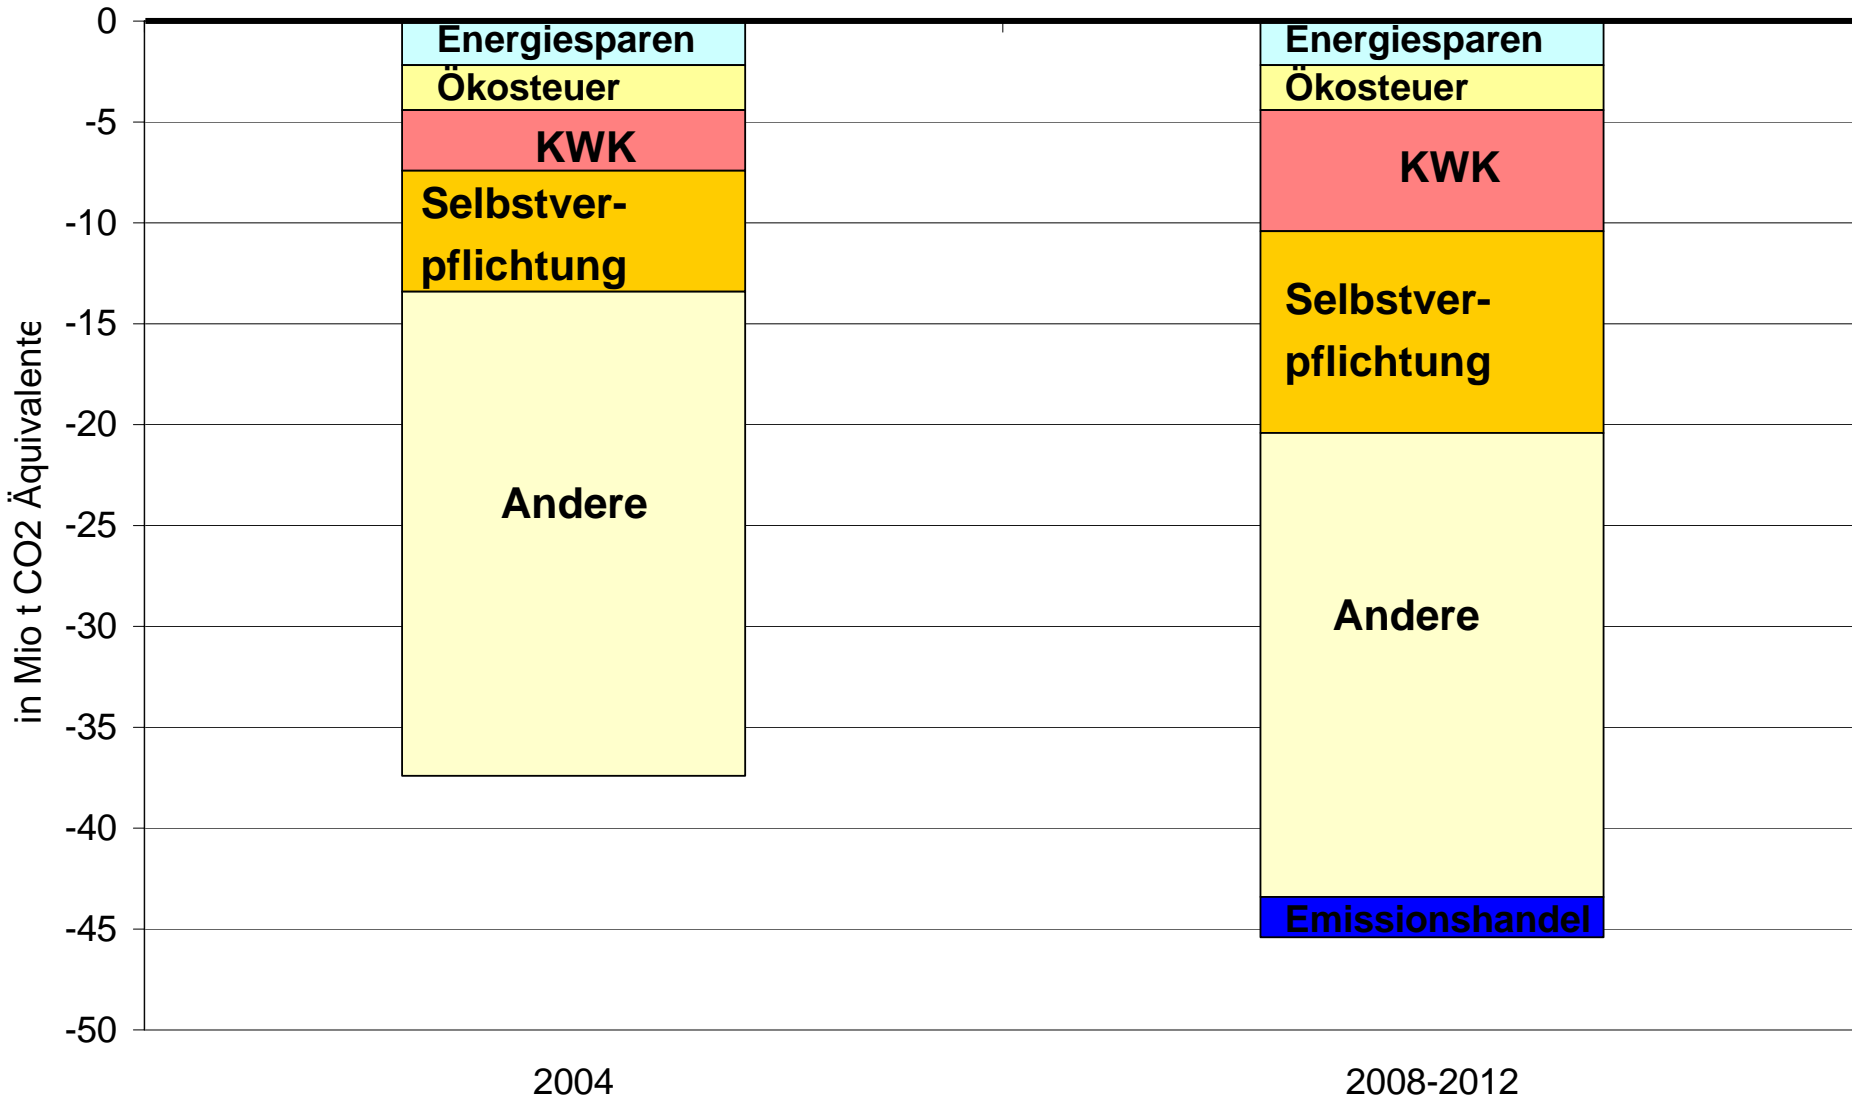 0
-5
-10
-15
-20
-25
-30
-35
-40
-45
-50
in Mio t CO2 Äquivalente
Energiesparen
Ökosteuer
KWK
Selbstver-
pflichtung
Andere
Energiesparen
Ökosteuer
KWK
Selbstver-
pflichtung
Andere
Emissionshandel
2004
2008-2012